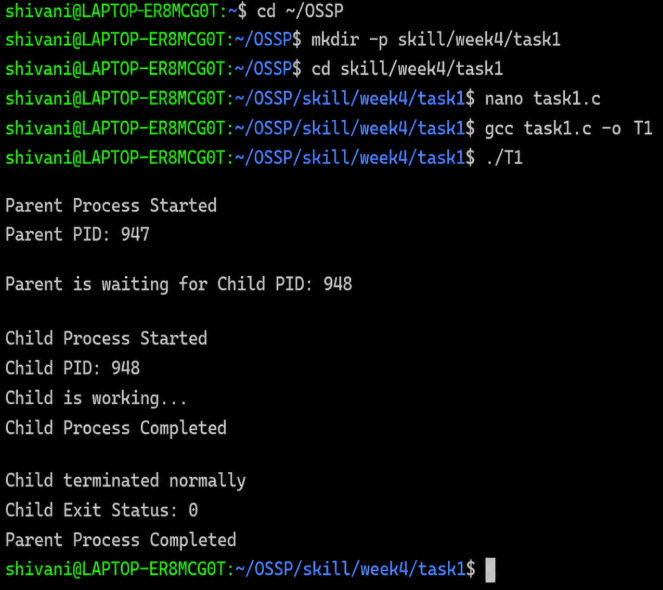 shivani@LAPTOP-ER8MCG0T:~$ cd ~/OSSP
shivani@LAPTOP-ER8MCG0T:~/OSSP$ mkdir -p skill/week4/task1
shivani@LAPTOP-ER8MCG0T:~/OSSP$ cd skill/week4/task1
shivani@LAPTOP-ER8MCG0T:~/OSSP/skill/week4/task1$ nano task1.c
shivani@LAPTOP-ER8MCG0T:~/OSSP/skill/week4/task1$ gcc task1.c -o T1
shivani@LAPTOP-ER8MCG0T:~/OSSP/skill/week4/task1$ ./T1
Parent Process Started
Parent PID: 947
Parent is waiting for Child PID: 948
Child Process Started
Child PID: 948
Child is working...
Child Process Completed
Child terminated normally
Child Exit Status: 0
Parent Process Completed
shivani@LAPTOP-ER8MCG0T:~/OSSP/skill/week4/task1$